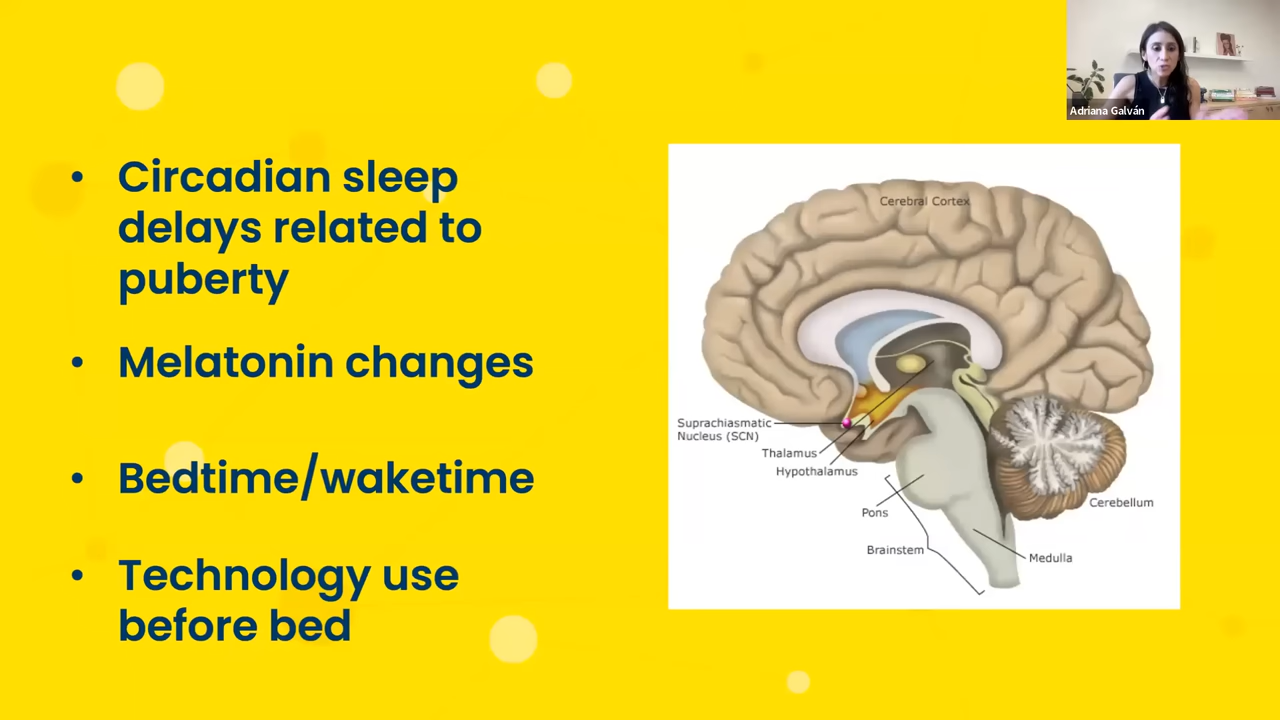 Adriana Galván
• Circadian sleep
delays related to
puberty
• Melatonin changes
• Bedtime/waketime
• Technology use
before bed
Cerebral Cortex
Suprachiasmatic
Nucleus (SCN)
Thalamus
Hypothalamus
Pons
Cerebellum
Brainstem
Medulla